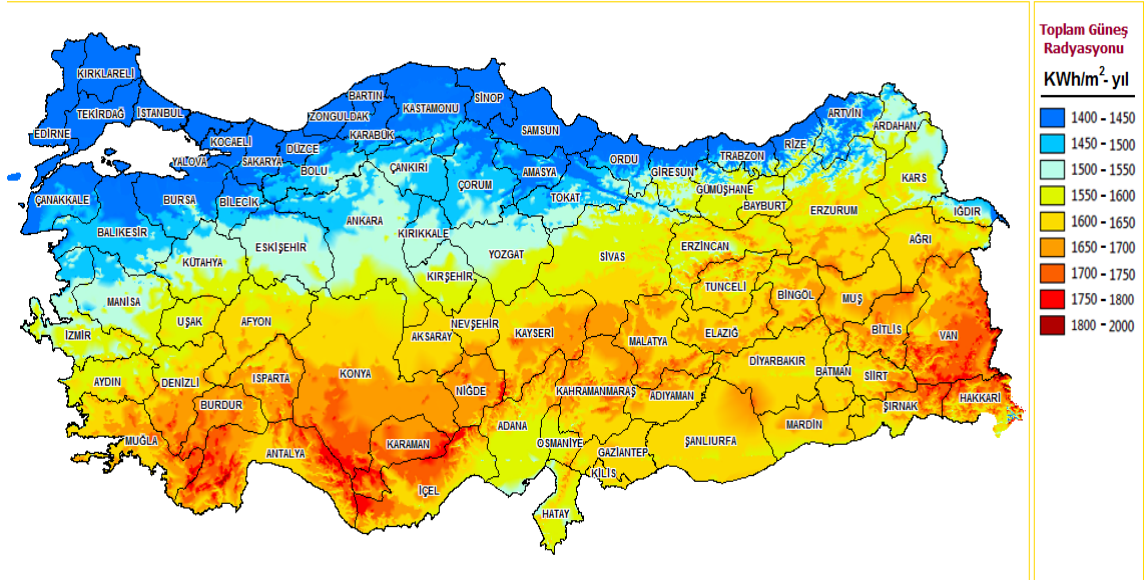 Toplam Güneş
Radyasyonu
KWh/m²- yıl
1400 - 1450
1450 - 1500
1500 - 1550
1550 - 1600
1600 - 1650
1650 - 1700
1700 - 1750
1750 - 1800
1800 - 2000
KIRKLARELİ
TEKİRDAĞ
İSTANBUL
EDİRNE
KOCAELİ
YALOVA
SAKARYA
DÜZCE
ZONGULDAK
BARTIN
KARABÜK
KASTAMONU
SİNOP
SAMSUN
BOLU
ÇANKIRI
ÇORUM
AMASYA
ORDU
GİRESUN
TRABZON
RİZE
ARTVİN
ARDAHAN
KARS
ÇANAKKALE
BURSA
BİLECİK
BALIKESİR
KÜTAHYA
ESKİŞEHİR
ANKARA
KIRIKKALE
TOKAT
GÜMÜŞHANE
BAYBURT
ERZURUM
IĞDIR
AĞRI
YOZGAT
SİVAS
ERZİNCAN
TUNCELİ
KIRŞEHİR
MANİSA
İZMİR
UŞAK
AFYON
AKSARAY
NEVŞEHİR
KAYSERİ
MALATYA
ELAZIĞ
BİNGÖL
MUŞ
BİTLİS
VAN
AYDIN
DENİZLİ
ISPARTA
KONYA
NİĞDE
KAHRAMANMARAŞ
ADIYAMAN
DİYARBAKIR
BATMAN
SİİRT
ŞIRNAK
HAKKARİ
BURDUR
MUĞLA
ANTALYA
KARAMAN
İÇEL
ADANA
OSMANİYE
GAZİANTEP
KİLİS
ŞANLIURFA
MARDİN
HATAY